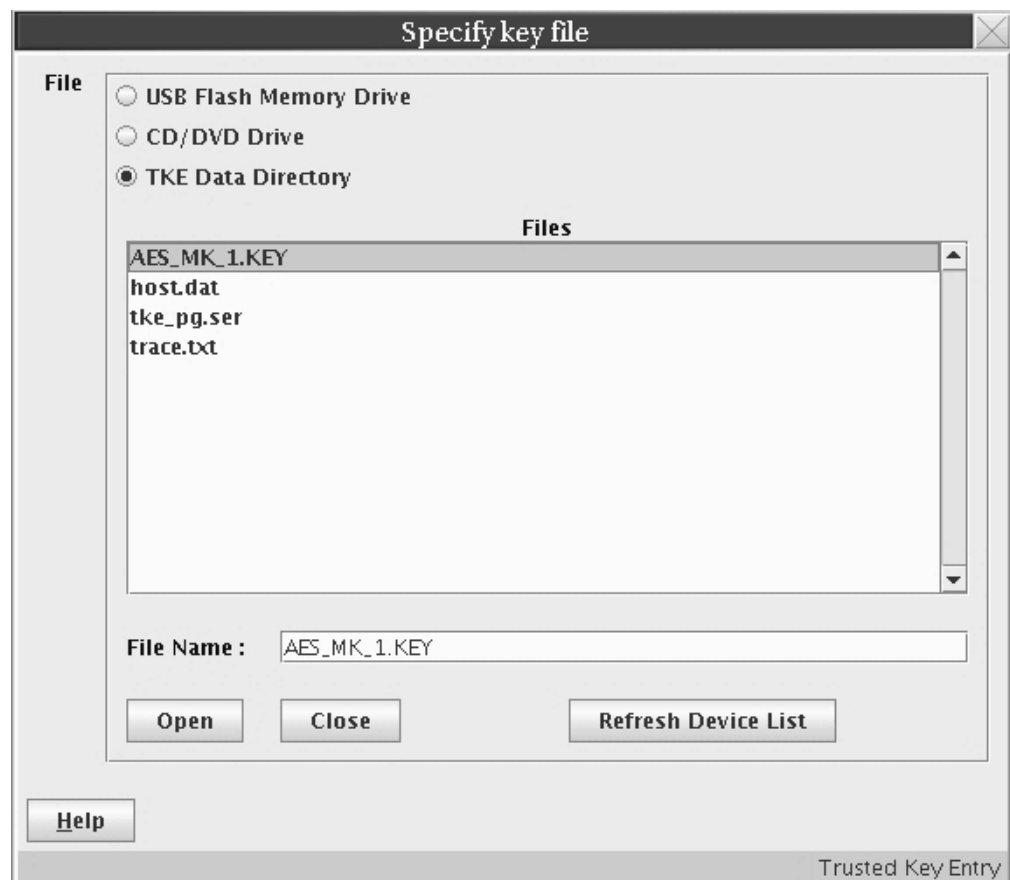 Specify key file
File
USB Flash Memory Drive
CD/DVD Drive
TKE Data Directory
Files
AES_MK_1.KEY
host.dat
tke_pg.ser
trace.txt
File Name : AES_MK_1.KEY
Open Close Refresh Device List
Help
Trusted Key Entry